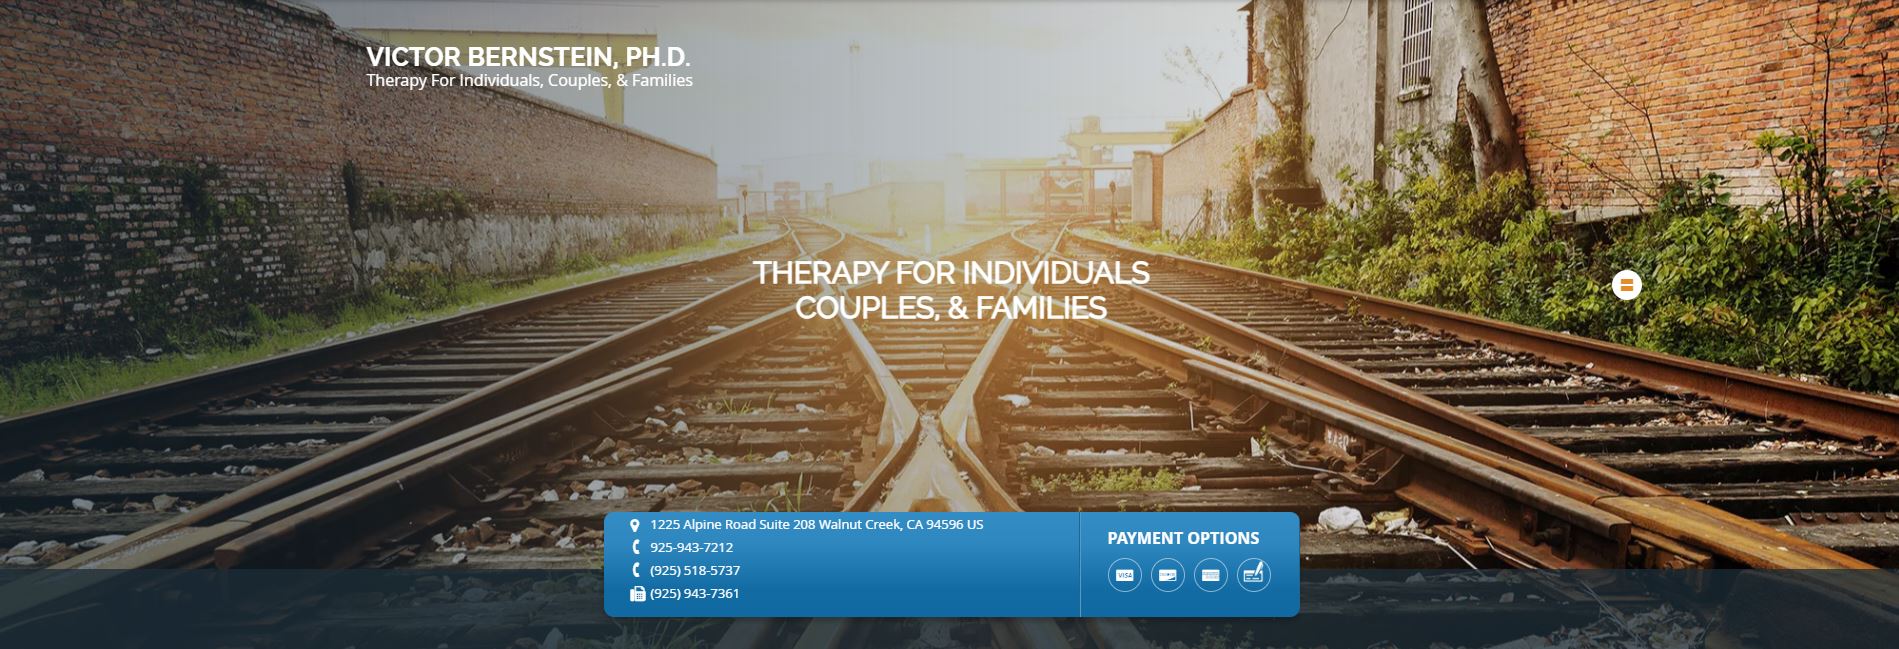 VICTOR BERNSTEIN, PH.D.
Therapy For Individuals, Couples, & Families
THERAPY FOR INDIVIDUALS
COUPLES, & FAMILIES
1225 Alpine Road Suite 208 Walnut Creek, CA 94596 US
925-943-7212
(925) 518-5737
(925) 943-7361
PAYMENT OPTIONS
VISA